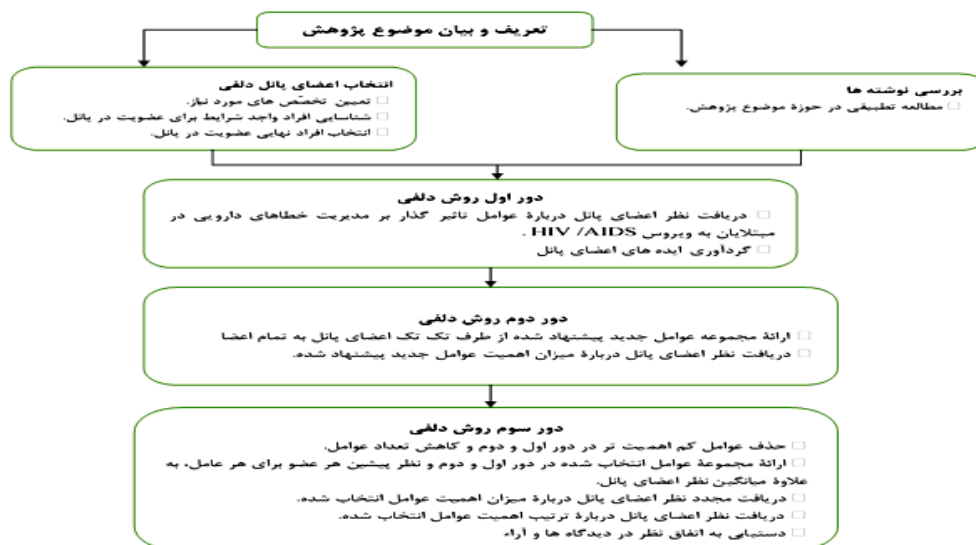 تعریف و بیان موضوع پژوهش
انتخاب اعضای پانل دلفی
□ تعیین تخصّص های مورد نیاز.
□ شناسایی افراد واجد شرایط برای عضویت در پانل.
□ انتخاب افراد نهایی عضویت در پانل.
بررسی نوشته ها
□ مطالعه تطبیقی در حوزهٔ موضوع پژوهش.
دور اول روش دلفی
□ دریافت نظر اعضای پانل دربارهٔ عوامل تاثیر گذار بر مدیریت خطاهای دارویی در
مبتلایان به ویروس HIV /AIDS .
□ گردآوری ایده های اعضای پانل
دور دوم روش دلفی
□ ارائهٔ مجموعه عوامل جدید پیشنهاد شده از طرف تک تک اعضای پانل به تمام اعضا
□ دریافت نظر اعضای پانل دربارهٔ میزان اهمیت عوامل جدید پیشنهاد شده.
دور سوم روش دلفی
□ حذف عوامل کم اهمیت تر در دور اول و دوم و کاهش تعداد عوامل.
□ ارائهٔ مجموعهٔ عوامل انتخاب شده در دور اول و دوم و نظر پیشین هر عضو برای هر عامل، به
علاوهٔ میانگین نظر اعضای پانل.
□ دریافت مجدد نظر اعضای پانل دربارهٔ میزان اهمیت عوامل انتخاب شده.
□ دریافت نظر اعضای پانل دربارهٔ ترتیب اهمیت عوامل انتخاب شده.
□ دستیابی به اتفاق نظر در دیدگاه ها و آراء